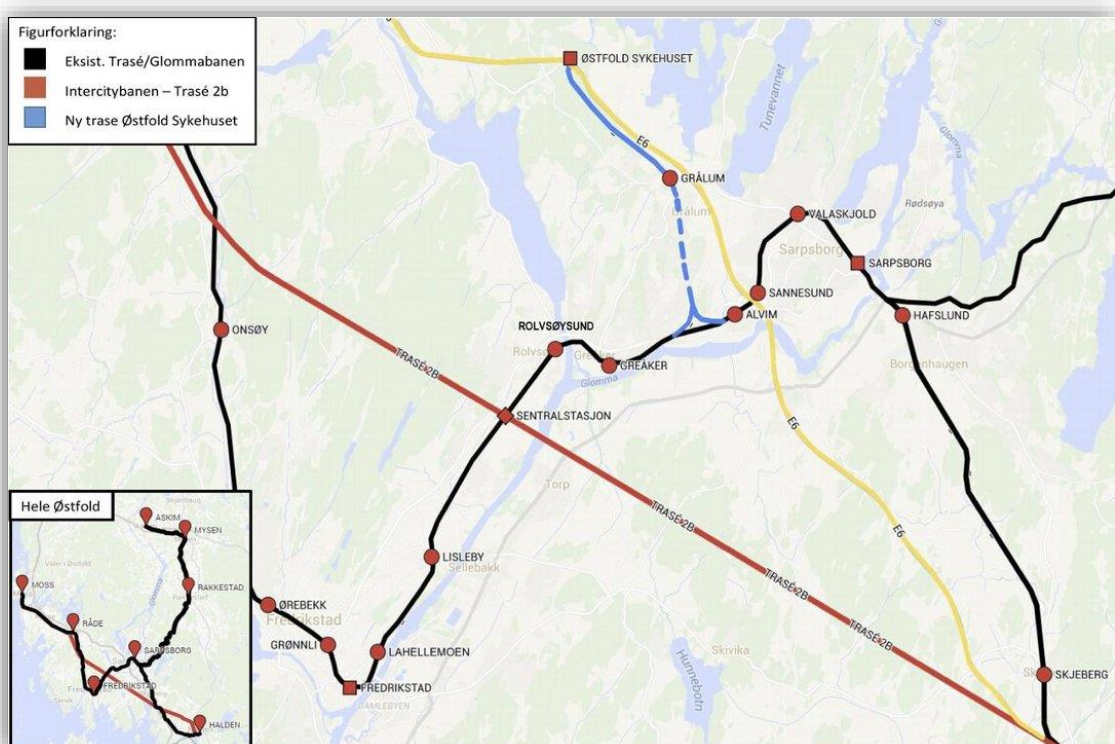 Figurforklaring:
Eksist. Trasé/Glommabanen
Intercitybanen – Trasé 2b
Ny trase Østfold Sykehuset
ØSTFOLD SYKEHUSET
E6
Tunevannet
Glomma
GRÅLUM
Grålum
VALASKJOLD
Rødsøya
Sarpsborg
SARPSBORG
SANNESUND
ALVIM
HAFSLUND
ONSØY
ROLVSØYSUND
GREÅKER
Borgenhaugen
Glomma
TRASÉ 2B
SENTRALSTASJON
E6
Torp
TRASÉ 2B
E6
LISLEBY
Sellebakk
TRASÉ 2B
ØREBEKK
Fredrikstad
TRASÉ 2B
GRØNNLI
LAHELLEMOEN
Skivika
Hunnebotn
SKJEBERG
FREDRIKSTAD
GAMLEBYEN
Hele Østfold
ASKIM
MYSEN
MOSS
Glomma
RAKKESTAD
RÅDE
SARPSBORG
FREDRIKSTAD
HALDEN